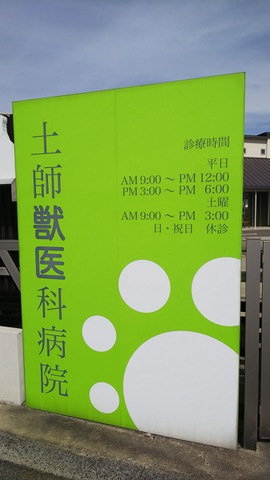 土師獣医科病院
診療時間
平日
AM 9:00 〜 PM 12:00
PM 3:00 〜 PM 6:00
土曜
AM 9:00 〜 PM 3:00
日・祝日 休診